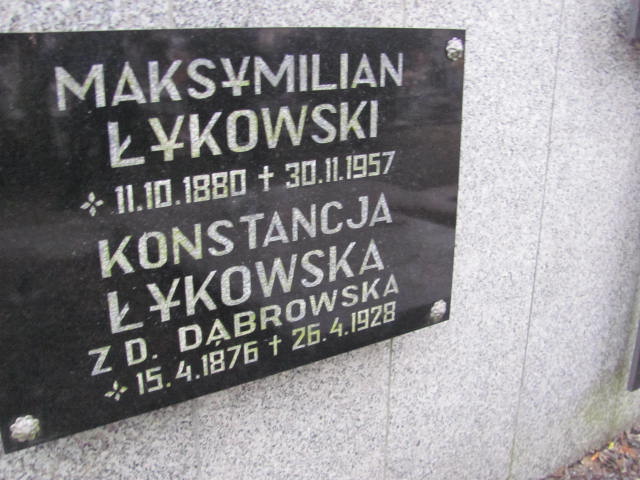 MAKSYMILIAN
ŁYKOWSKI
✧ 11.10.1880 † 30.11.1957
KONSTANCJA
ŁYKOWSKA
Z D. DĄBROWSKA
✧ 15.4.1876 † 26.4.1928